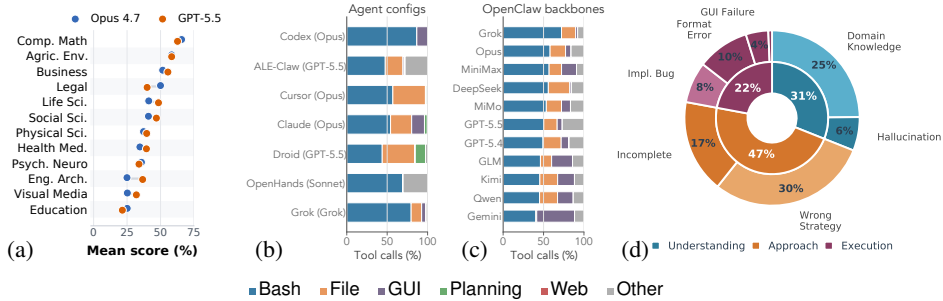 Opus 4.7 GPT-5.5
Comp. Math
Agric. Env.
Business
Legal
Life Sci.
Social Sci.
Physical Sci.
Health Med.
Psych. Neuro
Eng. Arch.
Visual Media
Education
0 25 50 75
Mean score (%)
(a)
Agent configs
Codex (Opus)
ALE-Claw (GPT-5.5)
Cursor (Opus)
Claude (Opus)
Droid (GPT-5.5)
OpenHands (Sonnet)
Grok (Grok)
0 50 100
Tool calls (%)
(b)
OpenClaw backbones
Grok
Opus
MiniMax
DeepSeek
MiMo
GPT-5.5
GPT-5.4
GLM
Kimi
Qwen
Gemini
0 50 100
Tool calls (%)
(c)
GUI Failure
Format
Error
Domain
Knowledge
Impl. Bug
Hallucination
Incomplete
Wrong
Strategy
4%
10%
25%
8%
22%
31%
6%
17%
47%
30%
(d)
Understanding Approach Execution
Bash File GUI Planning Web Other